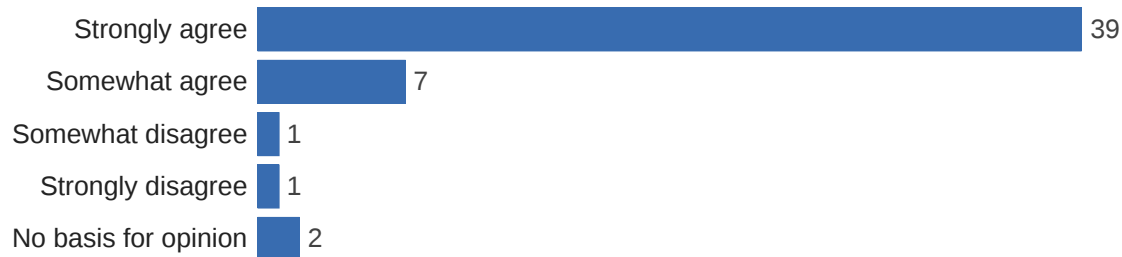 Strongly agree 39
Somewhat agree 7
Somewhat disagree 1
Strongly disagree 1
No basis for opinion 2